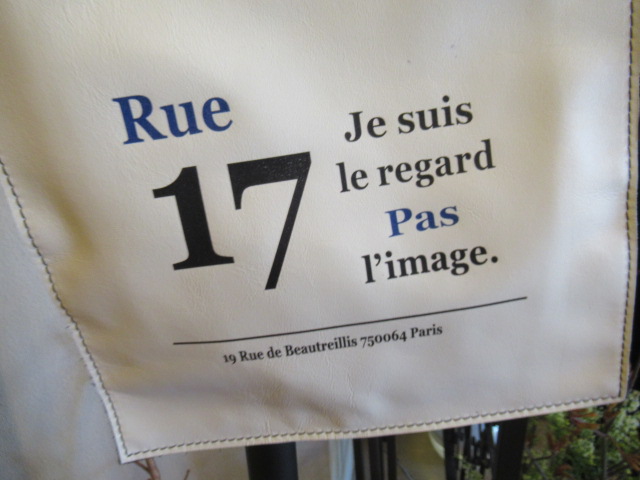 Rue
17
Je suis
le regard
Pas
l'image.
19 Rue de Beautreillis 750064 Paris